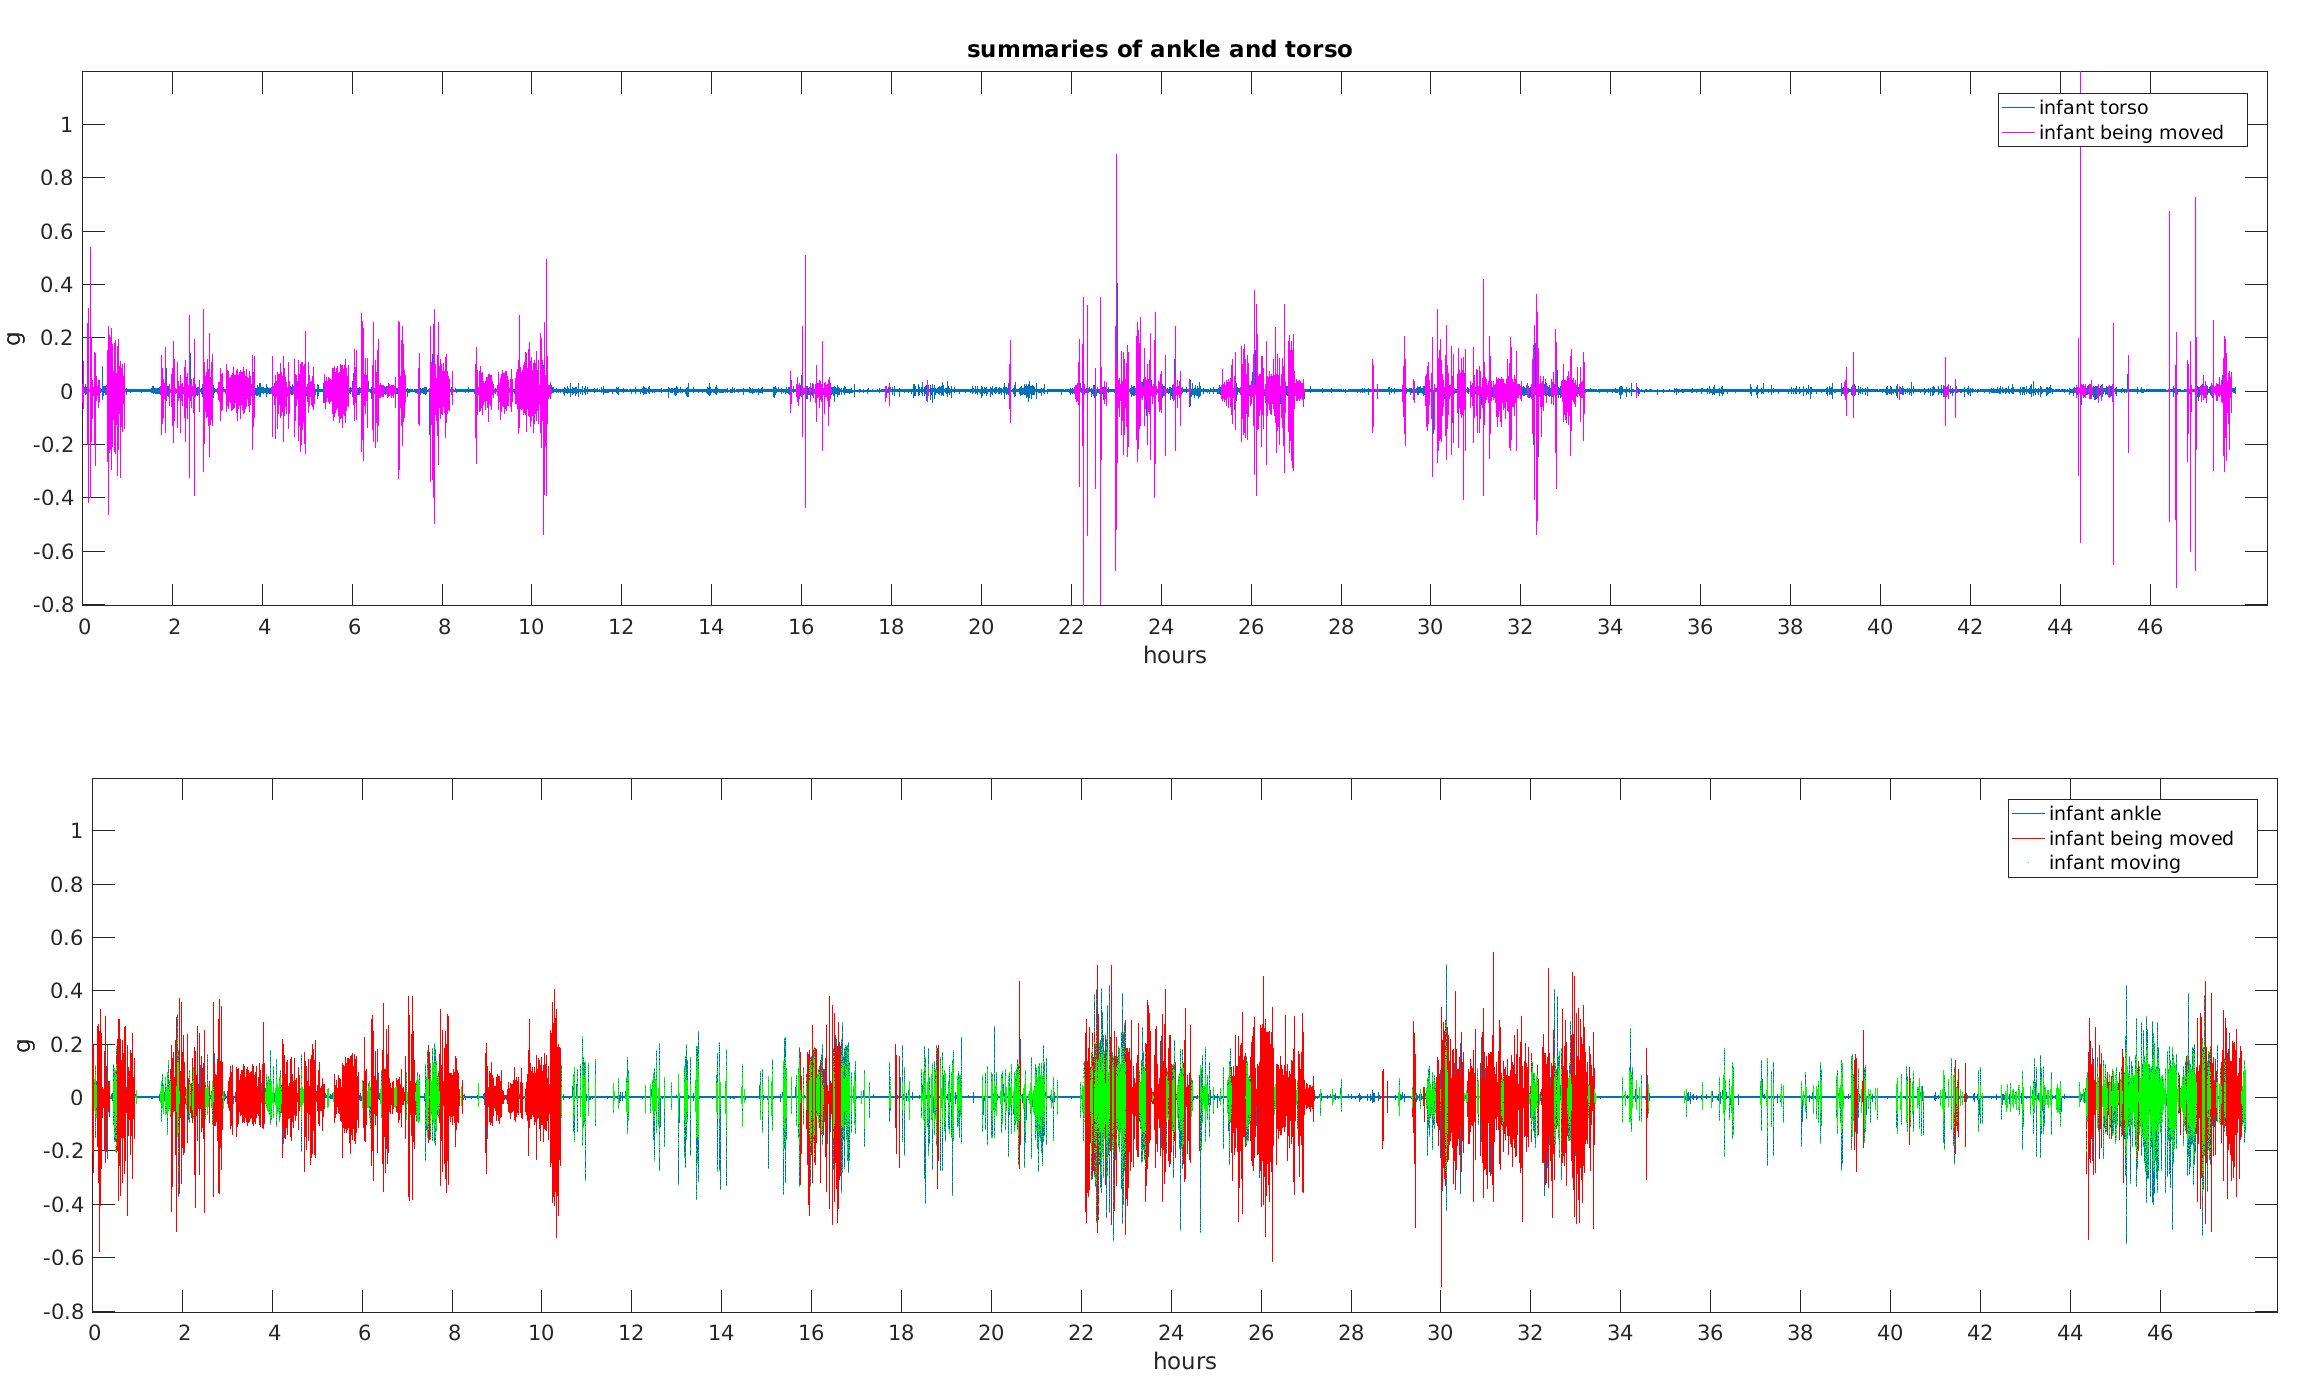 summaries of ankle and torso
infant torso
infant being moved
1
0.8
0.6
0.4
0.2
0
-0.2
-0.4
-0.6
-0.8
g
0 2 4 6 8 10 12 14 16 18 20 22 24 26 28 30 32 34 36 38 40 42 44 46
hours
infant ankle
infant being moved
infant moving
1
0.8
0.6
0.4
0.2
0
-0.2
-0.4
-0.6
-0.8
g
0 2 4 6 8 10 12 14 16 18 20 22 24 26 28 30 32 34 36 38 40 42 44 46
hours